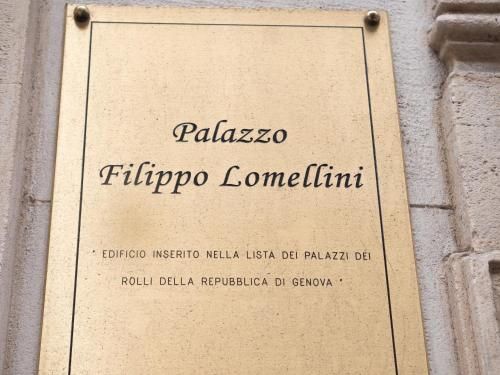 Palazzo
Filippo Lomellini
" EDIFICIO INSERITO NELLA LISTA DEI PALAZZI DEI
ROLLI DELLA REPUBBLICA DI GENOVA "